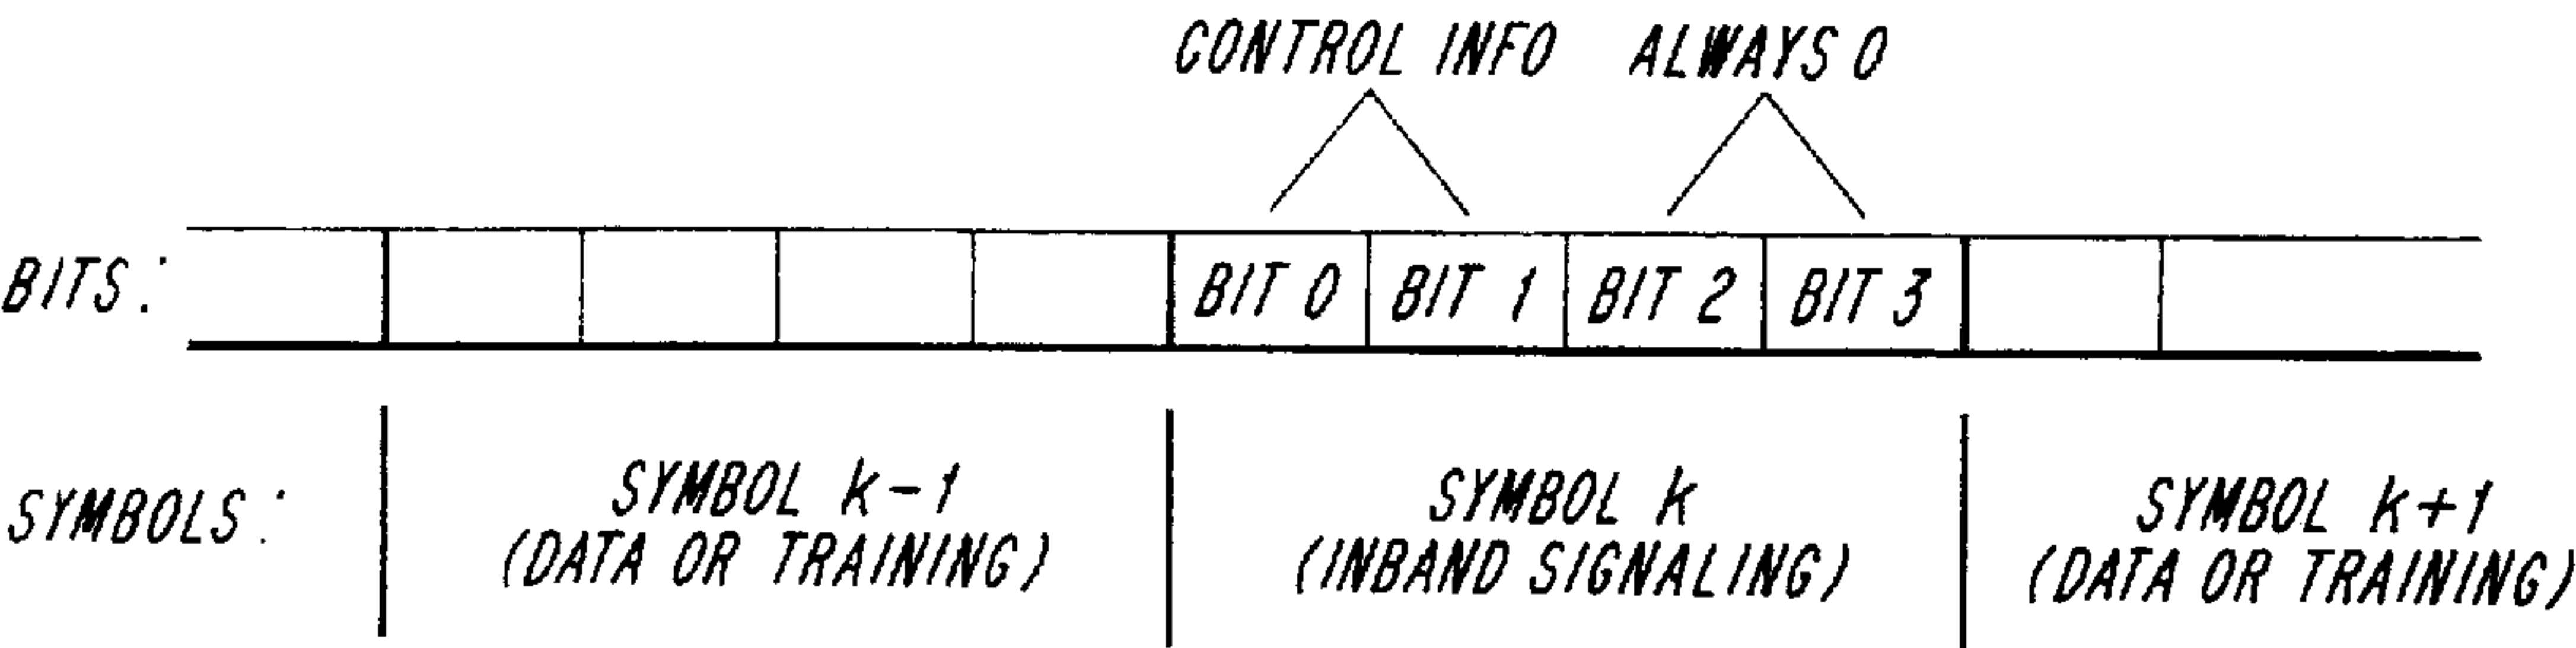 CONTROL INFO ALWAYS 0
BITS: BIT 0 BIT 1 BIT 2 BIT 3
SYMBOLS: SYMBOL k-1 SYMBOL k SYMBOL k+1
(DATA OR TRAINING) (INBAND SIGNALING) (DATA OR TRAINING)